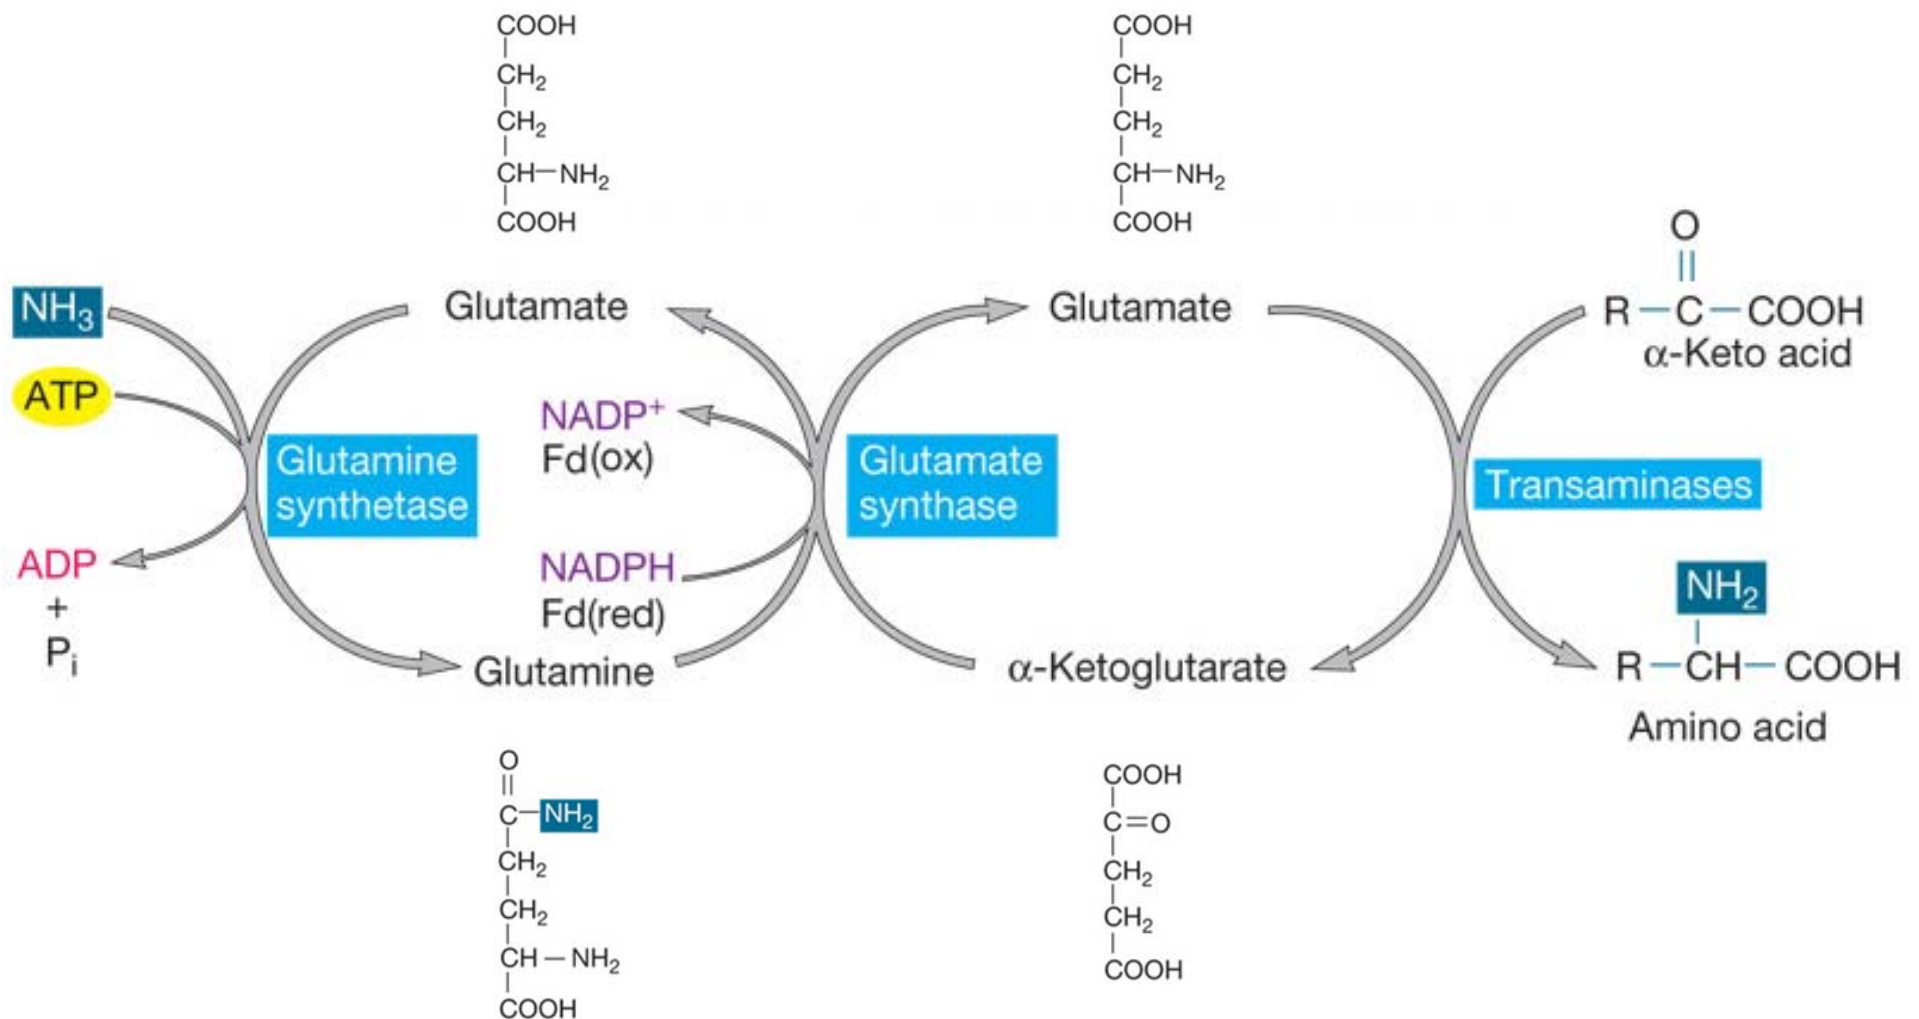 COOH
CH₂
CH₂
CH—NH₂
COOH
COOH
CH₂
CH₂
CH—NH₂
COOH
NH₃
ATP
ADP
+
Pᵢ
Glutamate
Glutamine
synthetase
NADP⁺
Fd(ox)
NADPH
Fd(red)
Glutamine
Glutamate
synthase
Glutamate
α-Ketoglutarate
O
||
R—C—COOH
α-Keto acid
Transaminases
NH₂
R—CH—COOH
Amino acid
O
||
C—NH₂
CH₂
CH₂
CH—NH₂
COOH
COOH
C=O
CH₂
CH₂
COOH